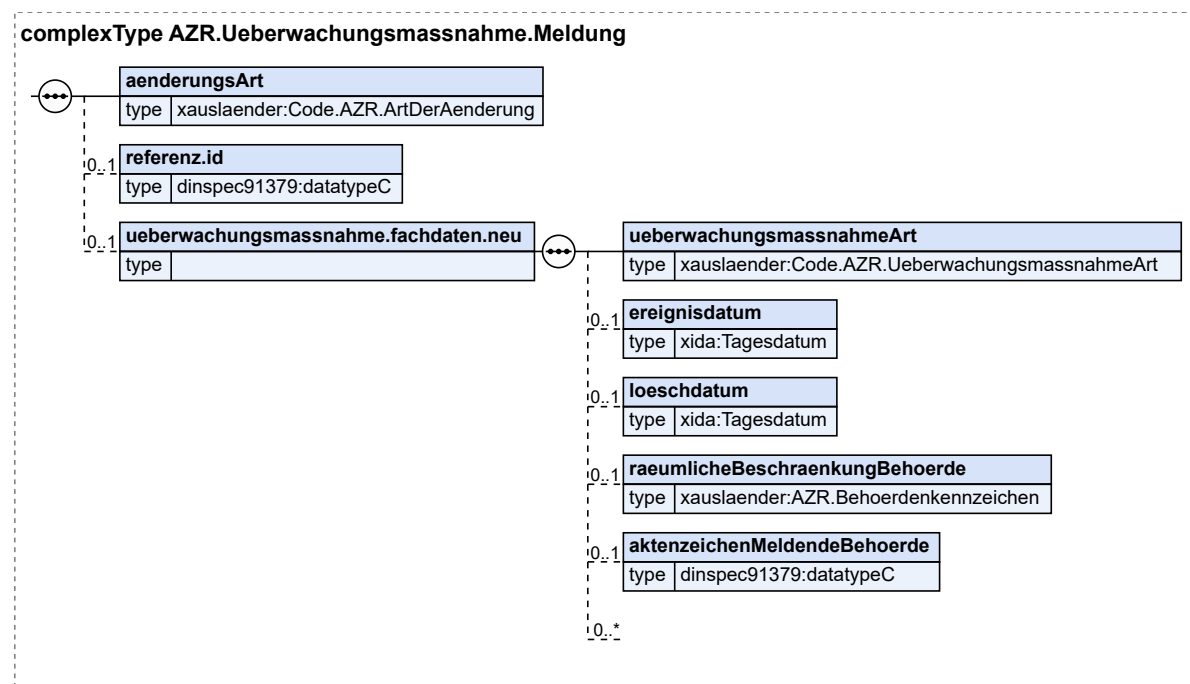 complexType AZR.Ueberwachungsmassnahme.Meldung
aenderungsArt
type xauslaender:Code.AZR.ArtDerAenderung
0..1 referenz.id
type dinspec91379:datatypeC
0..1 ueberwachungsmassnahme.fachdaten.neu
type
ueberwachungsmassnahmeArt
type xauslaender:Code.AZR.UeberwachungsmassnahmeArt
0..1 ereignisdatum
type xida:Tagesdatum
0..1 loeschdatum
type xida:Tagesdatum
0..1 raeumlicheBeschraenkungBehoerde
type xauslaender:AZR.Behoerdenkennzeichen
0..1 aktenzeichenMeldendeBehoerde
type dinspec91379:datatypeC
0..*